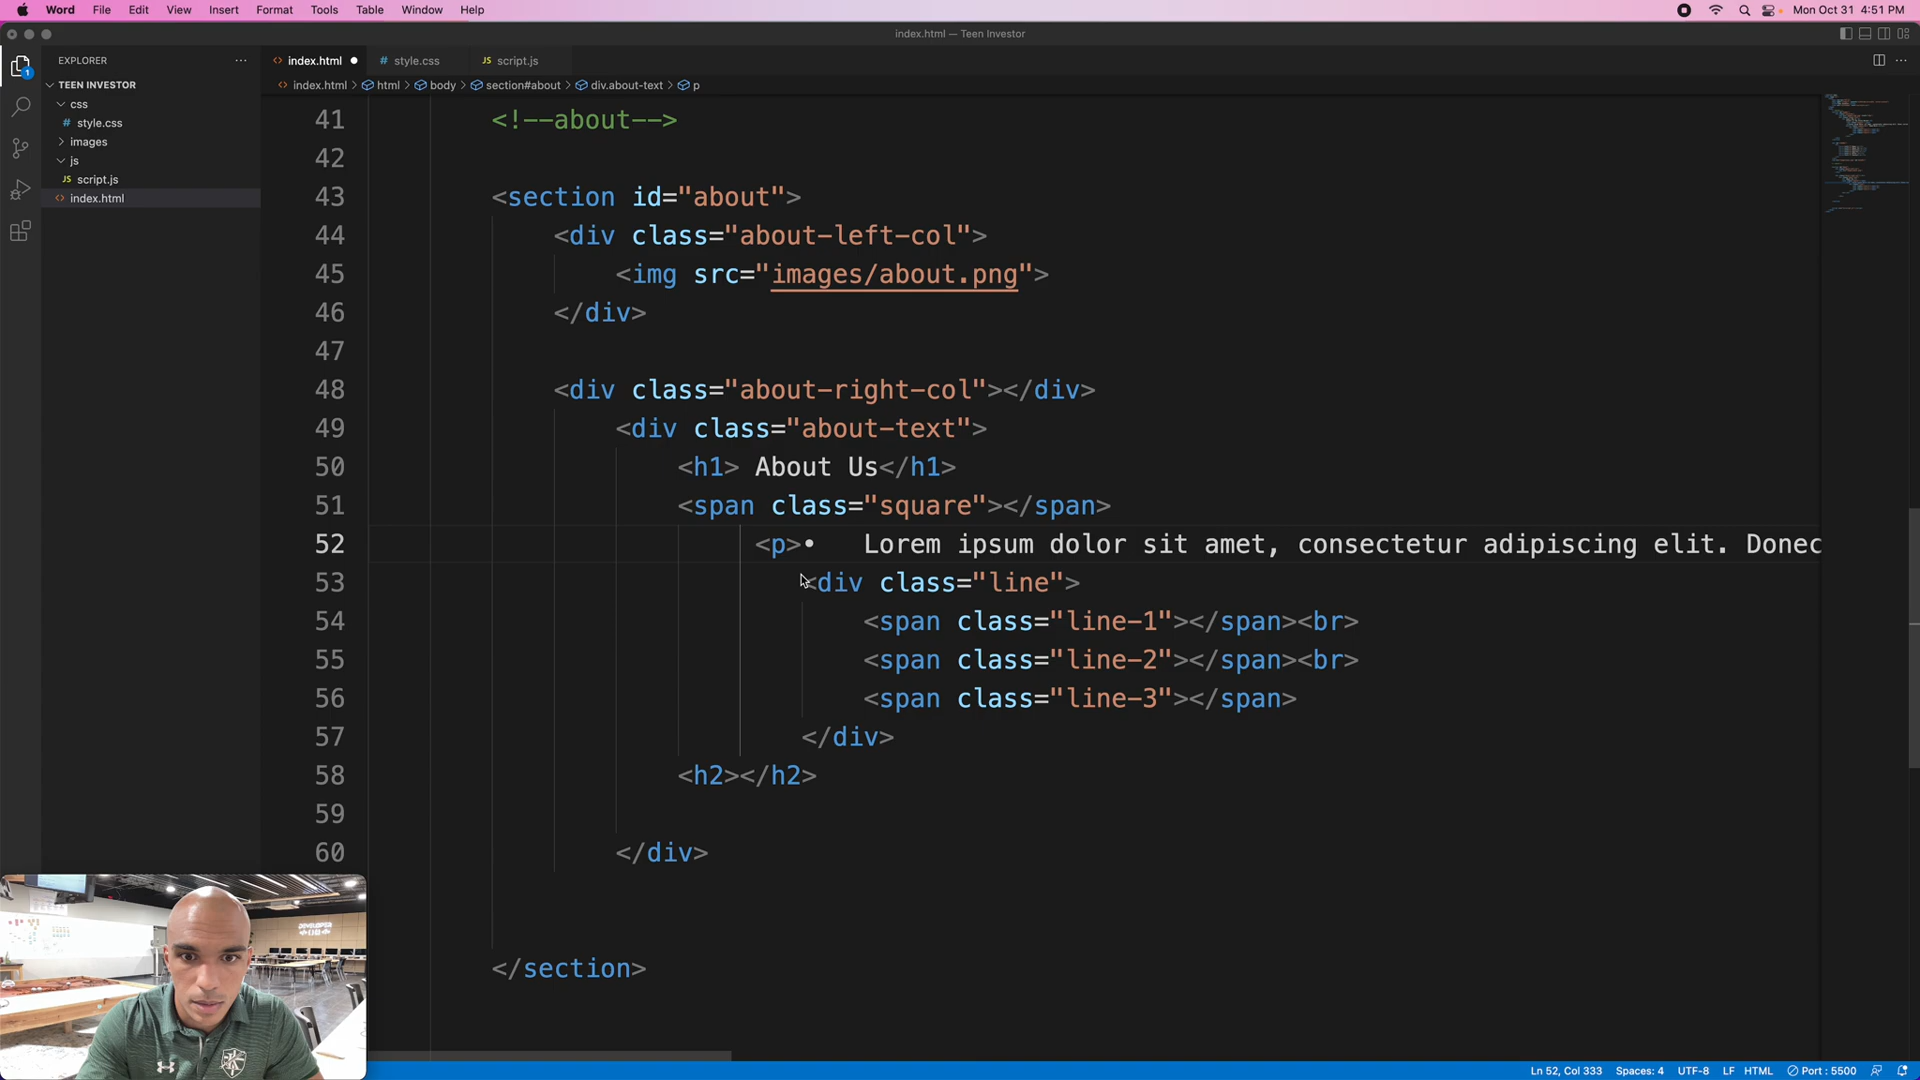 Word File Edit View Insert Format Tools Table Window Help Mon Oct 31 4:51 PM
index.html — Teen Investor
EXPLORER
TEEN INVESTOR
css
# style.css
images
js
JS script.js
<> index.html
1
<> index.html # style.css JS script.js
<> index.html > html > body > section#about > div.about-text > p
41 <!--about-->
42
43 <section id="about">
44 <div class="about-left-col">
45 <img src="images/about.png">
46 </div>
47
48 <div class="about-right-col"></div>
49 <div class="about-text">
50 <h1> About Us</h1>
51 <span class="square"></span>
52 <p>• Lorem ipsum dolor sit amet, consectetur adipiscing elit. Donec
53 <div class="line">
54 <span class="line-1"></span><br>
55 <span class="line-2"></span><br>
56 <span class="line-3"></span>
57 </div>
58 <h2></h2>
59
60 </div>
</section>
Ln 52, Col 333 Spaces: 4 UTF-8 LF HTML Port : 5500